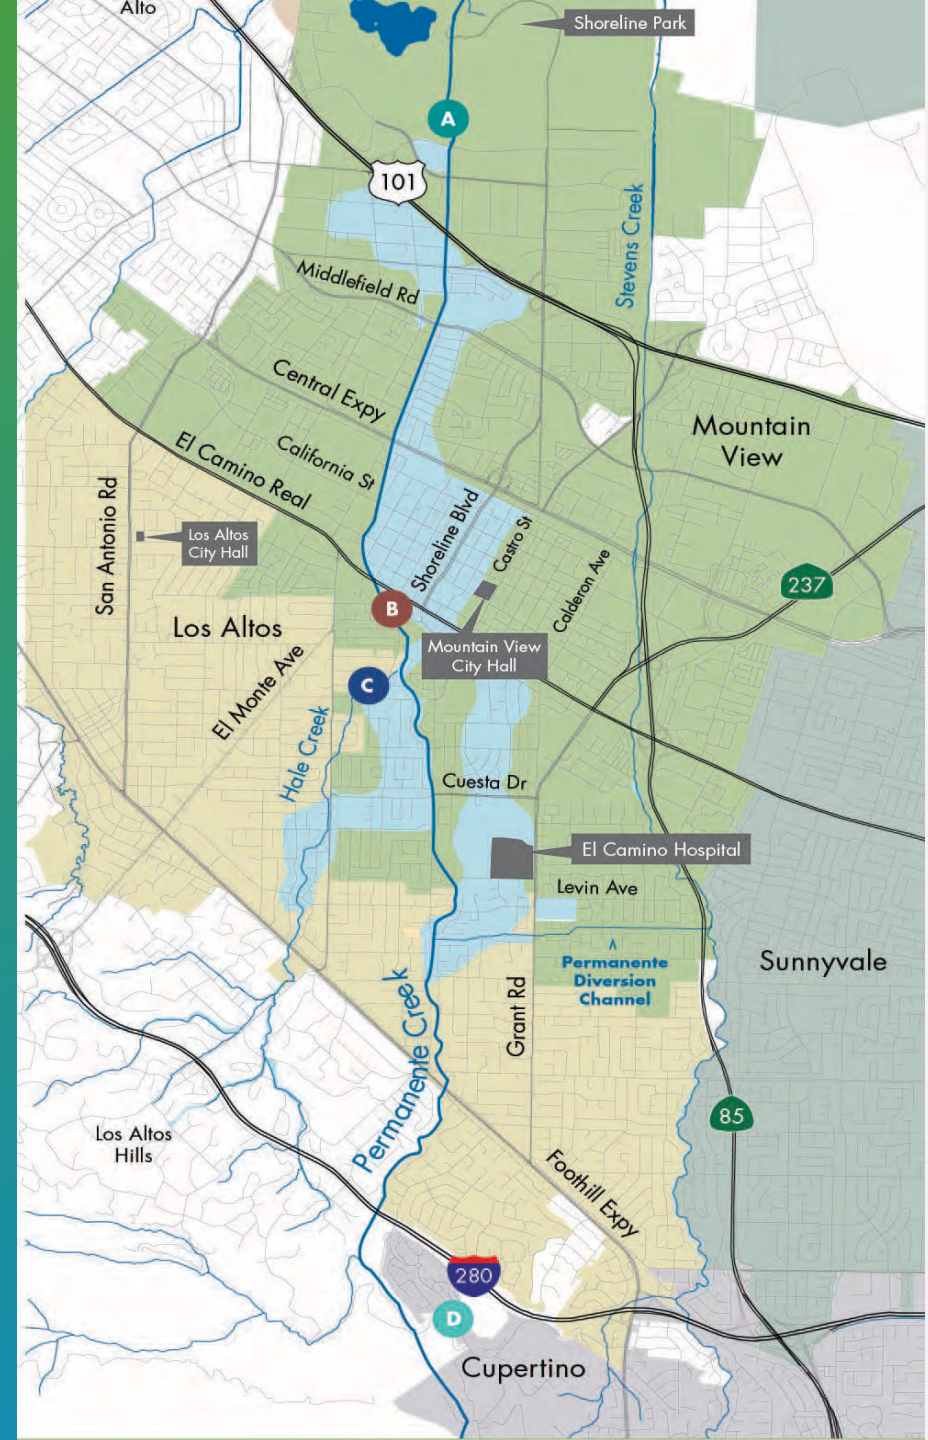 Alto
Shoreline Park
A
101
Stevens Creek
Middlefield Rd
Central Expy
Mountain
View
California St
El Camino Real
San Antonio Rd
Shoreline Blvd
Los Altos
City Hall
Castro St
Calderon Ave
237
B
Los Altos
Mountain View
City Hall
El Monte Ave
C
Hale Creek
Cuesta Dr
El Camino Hospital
Levin Ave
^
Permanente
Diversion
Channel
Sunnyvale
Grant Rd
Permanente Creek
85
Los Altos
Hills
Foothill Expy
280
D
Cupertino